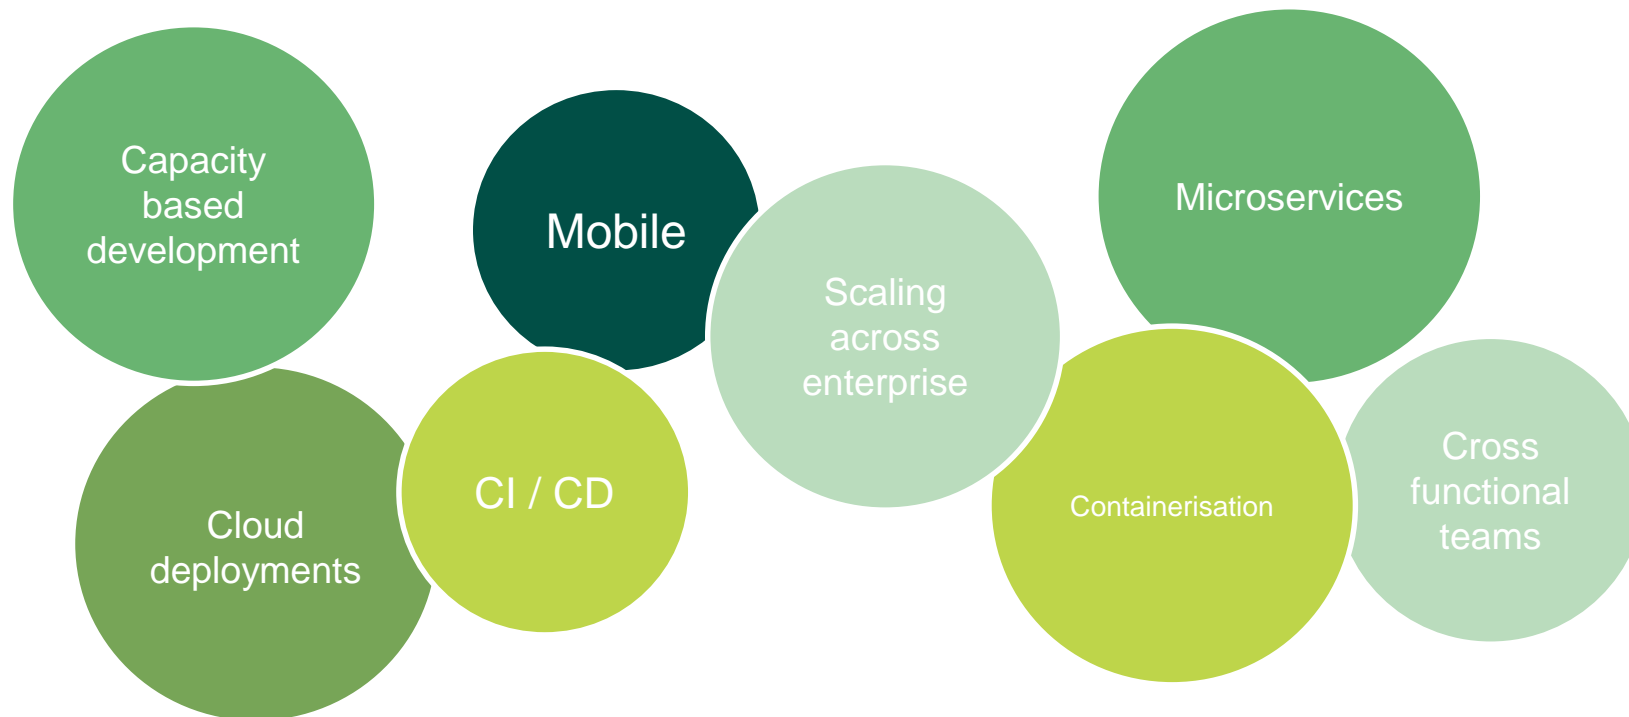 Capacity
based
development
Mobile
Microservices
Scaling
across
enterprise
Cloud
deployments
CI / CD
Containerisation
Cross
functional
teams